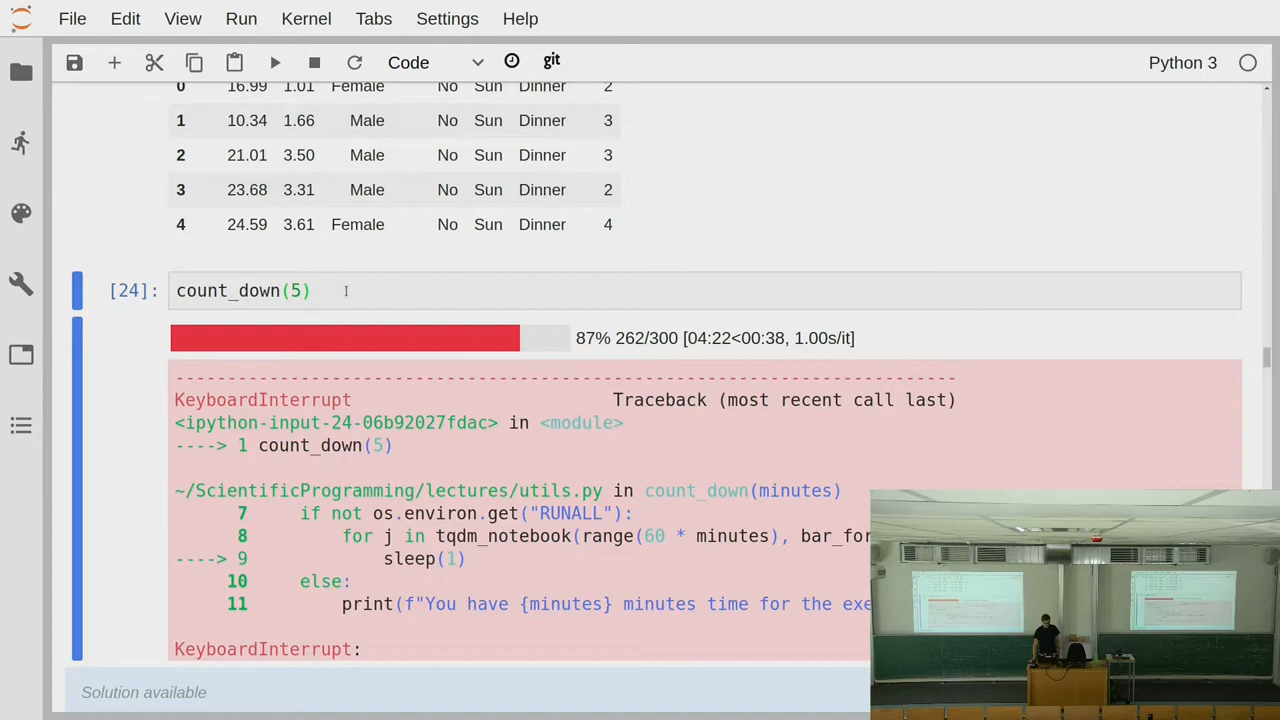 File Edit View Run Kernel Tabs Settings Help
Code git Python 3
0 16.99 1.01 Female No Sun Dinner 2
1 10.34 1.66 Male No Sun Dinner 3
2 21.01 3.50 Male No Sun Dinner 3
3 23.68 3.31 Male No Sun Dinner 2
4 24.59 3.61 Female No Sun Dinner 4
[24]: count_down(5)
87% 262/300 [04:22<00:38, 1.00s/it]
---------------------------------------------------------------------------
KeyboardInterrupt Traceback (most recent call last)
<ipython-input-24-06b92027fdac> in <module>
----> 1 count_down(5)
~/ScientificProgramming/lectures/utils.py in count_down(minutes)
7 if not os.environ.get("RUNALL"):
8 for j in tqdm_notebook(range(60 * minutes), bar_for
----> 9 sleep(1)
10 else:
11 print(f"You have {minutes} minutes time for the exe
KeyboardInterrupt:
Solution available